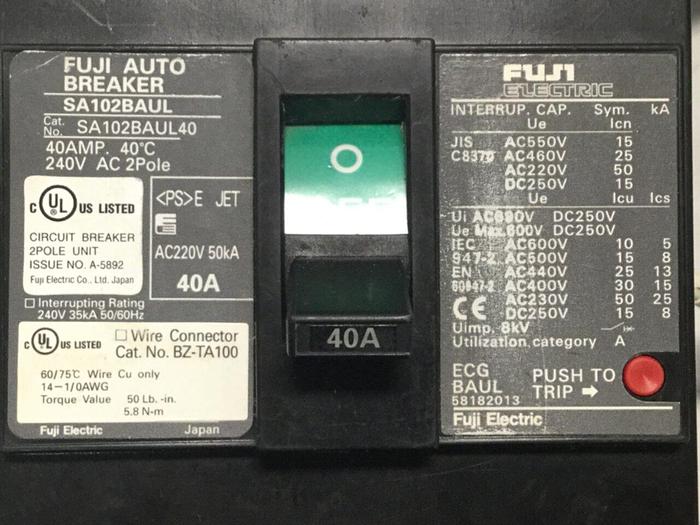 FUJI AUTO
BREAKER
SA102BAUL
Cat.
No. SA102BAUL40
40AMP. 40°C
240V AC 2Pole
C UL US LISTED
CIRCUIT BREAKER
2POLE UNIT
ISSUE NO. A-5892
Fuji Electric Co., Ltd. Japan
<PS>E JET
AC220V 50kA
40A
☐ Interrupting Rating
240V 35kA 50/60Hz
C UL US LISTED
☐ Wire Connector
Cat. No. BZ-TA100
60/75℃ Wire Cu only
14-1/0AWG
Torque Value 50 Lb.-in.
5.8 N-m
Fuji Electric Japan
O
40A
FUJI
ELECTRIC
INTERRUP. CAP. Sym. kA
Ue Icn
JIS AC550V 15
C8370 AC460V 25
AC220V 50
DC250V 15
Ue Icu Ics
Ui AC690V DC250V
Ue Max.600V DC250V
IEC AC600V 10 5
947-2 AC500V 15 8
EN AC440V 25 13
60947-2 AC400V 30 15
CE AC230V 50 25
DC250V 15 8
Uimp. 8kV
Utilization category A
ECG
BAUL
58182013
PUSH TO
TRIP ➡
Fuji Electric